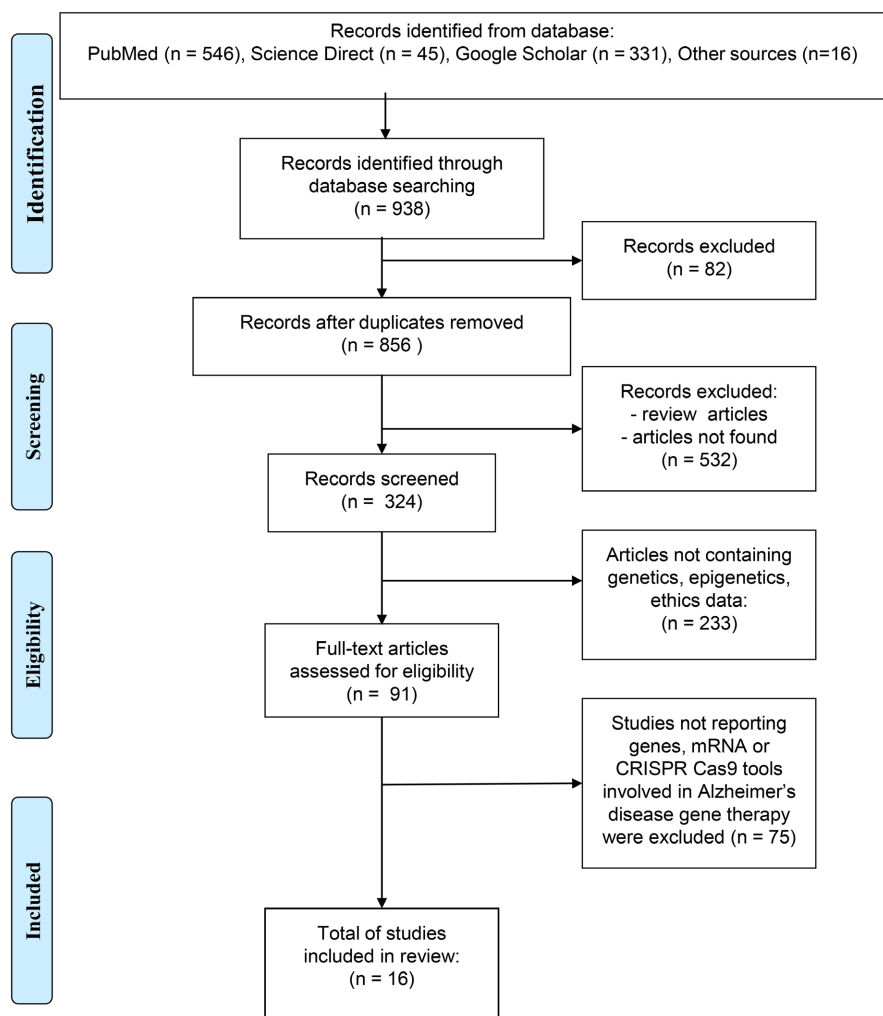 Identification
Records identified from database:
PubMed (n = 546), Science Direct (n = 45), Google Scholar (n = 331), Other sources (n=16)
Records identified through
database searching
(n = 938)
Records excluded
(n = 82)
Records after duplicates removed
(n = 856 )
Screening
Records excluded:
- review articles
- articles not found
(n = 532)
Records screened
(n = 324)
Eligibility
Articles not containing
genetics, epigenetics,
ethics data:
(n = 233)
Full-text articles
assessed for eligibility
(n = 91)
Studies not reporting
genes, mRNA or
CRISPR Cas9 tools
involved in Alzheimer's
disease gene therapy
were excluded (n = 75)
Included
Total of studies
included in review:
(n = 16)